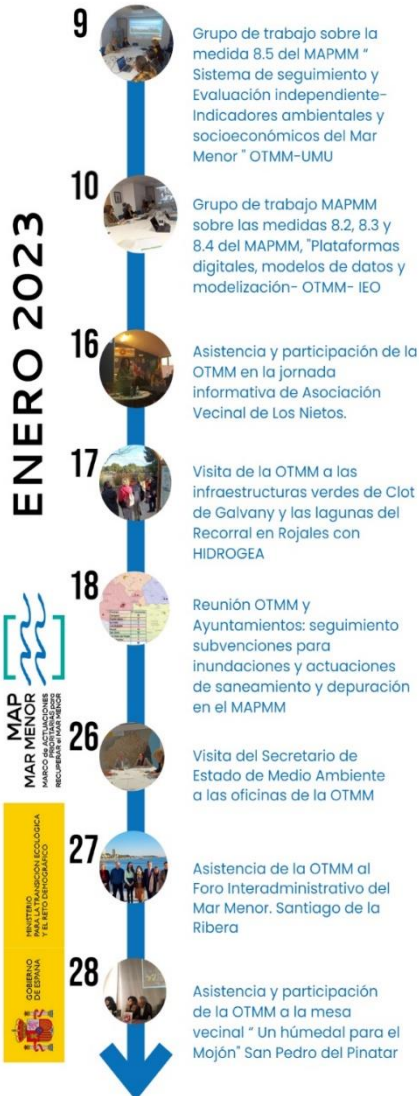 ENERO 2023
9
Grupo de trabajo sobre la
medida 8.5 del MAPMM "
Sistema de seguimiento y
Evaluación independiente-
Indicadores ambientales y
socioeconómicos del Mar
Menor " OTMM-UMU
10
Grupo de trabajo MAPMM
sobre las medidas 8.2, 8.3 y
8.4 del MAPMM, "Plataformas
digitales, modelos de datos y
modelización- OTMM- IEO
16
Asistencia y participación de la
OTMM en la jornada
informativa de Asociación
Vecinal de Los Nietos.
17
Visita de la OTMM a las
infraestructuras verdes de Clot
de Galvany y las lagunas del
Recorral en Rojales con
HIDROGEA
18
Reunión OTMM y
Ayuntamientos: seguimiento
subvenciones para
inundaciones y actuaciones
de saneamiento y depuración
en el MAPMM
26
Visita del Secretario de
Estado de Medio Ambiente
a las oficinas de la OTMM
27
Asistencia de la OTMM al
Foro Interadministrativo del
Mar Menor. Santiago de la
Ribera
28
Asistencia y participación
de la OTMM a la mesa
vecinal " Un húmedal para el
Mojón" San Pedro del Pinatar
MAP
MAR MENOR
MARCO de ACTUACIONES
PRIORITARIAS para
RECUPERAR el MAR MENOR
GOBIERNO
DE ESPAÑA
MINISTERIO
PARA LA TRANSICIÓN ECOLÓGICA
Y EL RETO DEMOGRÁFICO